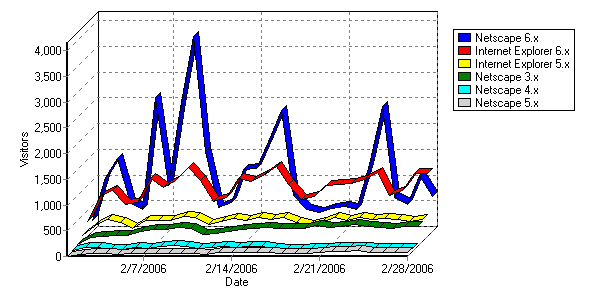 4,000
3,500
3,000
2,500
2,000
1,500
1,000
500
0
Visitors
2/7/2006
2/14/2006
2/21/2006
2/28/2006
Date
Netscape 6.x
Internet Explorer 6.x
Internet Explorer 5.x
Netscape 3.x
Netscape 4.x
Netscape 5.x